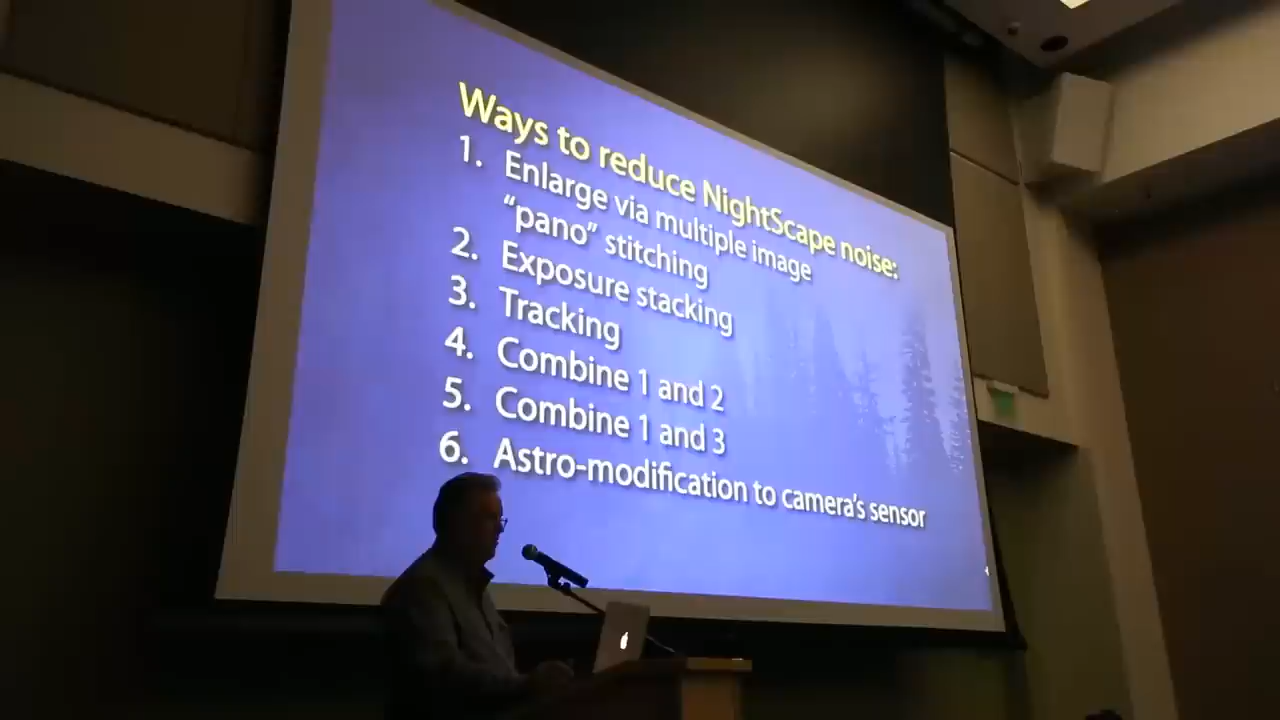 Ways to reduce NightScape noise:
1. Enlarge via multiple image
“pano” stitching
2. Exposure stacking
3. Tracking
4. Combine 1 and 2
5. Combine 1 and 3
6. Astro-modification to camera’s sensor
4